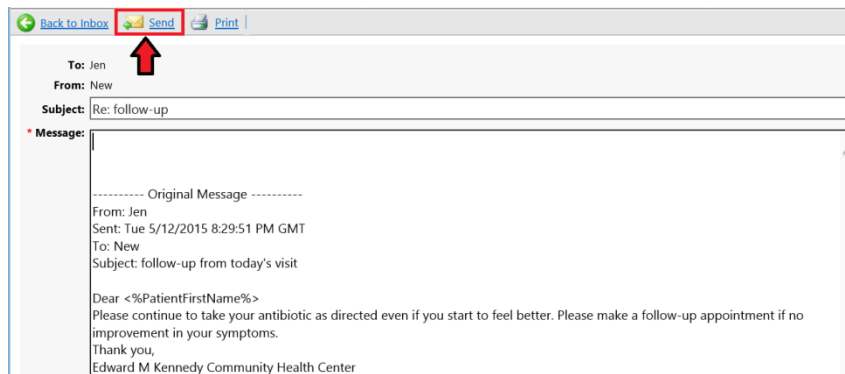 Back to Inbox Send Print
To: Jen
From: New
Subject: Re: follow-up
* Message:
---------- Original Message ----------
From: Jen
Sent: Tue 5/12/2015 8:29:51 PM GMT
To: New
Subject: follow-up from today's visit
Dear <%PatientFirstName%>
Please continue to take your antibiotic as directed even if you start to feel better. Please make a follow-up appointment if no
improvement in your symptoms.
Thank you,
Edward M Kennedy Community Health Center